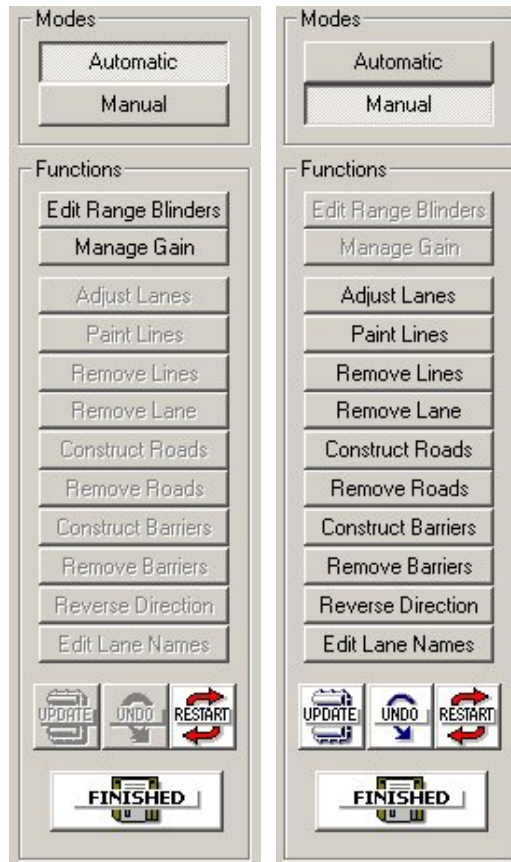 Modes
Automatic
Manual
Functions
Edit Range Blinders
Manage Gain
Adjust Lanes
Paint Lines
Remove Lines
Remove Lane
Construct Roads
Remove Roads
Construct Barriers
Remove Barriers
Reverse Direction
Edit Lane Names
UPDATE UNDO RESTART
FINISHED
Modes
Automatic
Manual
Functions
Edit Range Blinders
Manage Gain
Adjust Lanes
Paint Lines
Remove Lines
Remove Lane
Construct Roads
Remove Roads
Construct Barriers
Remove Barriers
Reverse Direction
Edit Lane Names
UPDATE UNDO RESTART
FINISHED